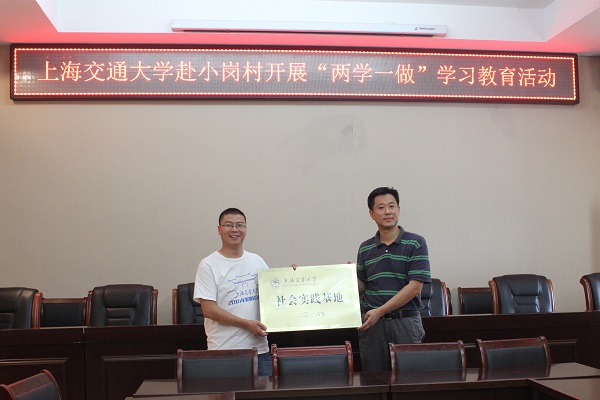 上海交通大学赴小岗村开展“两学一做”学习教育活动
上海交通大学
社会实践基地